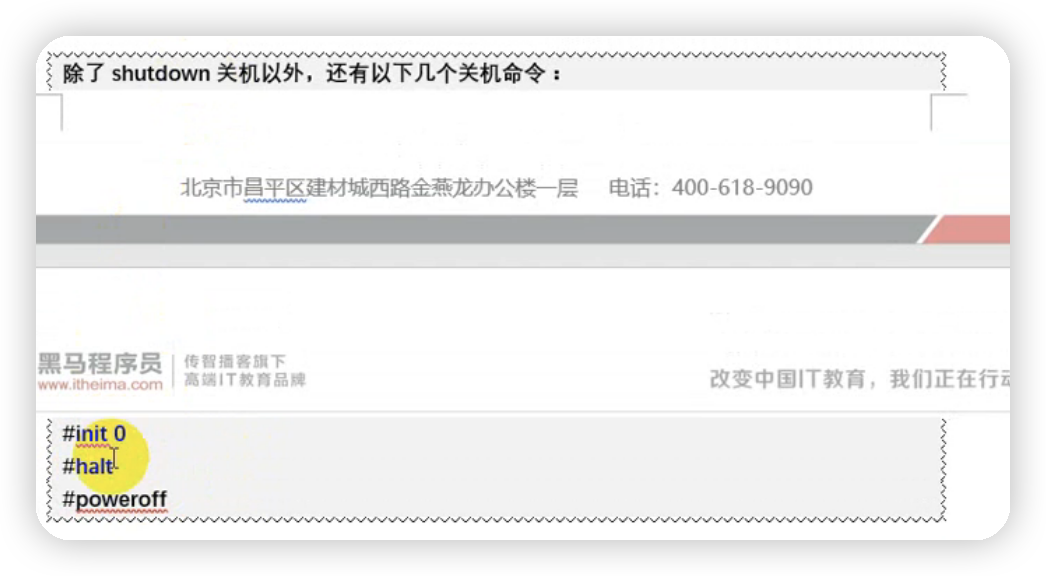 除了 shutdown 关机以外，还有以下几个关机命令：
北京市昌平区建材城西路金燕龙办公楼一层 电话：400-618-9090
黑马程序员
www.itheima.com
传智播客旗下
高端IT教育品牌
改变中国IT教育，我们正在行动
#init 0
#halt
#poweroff